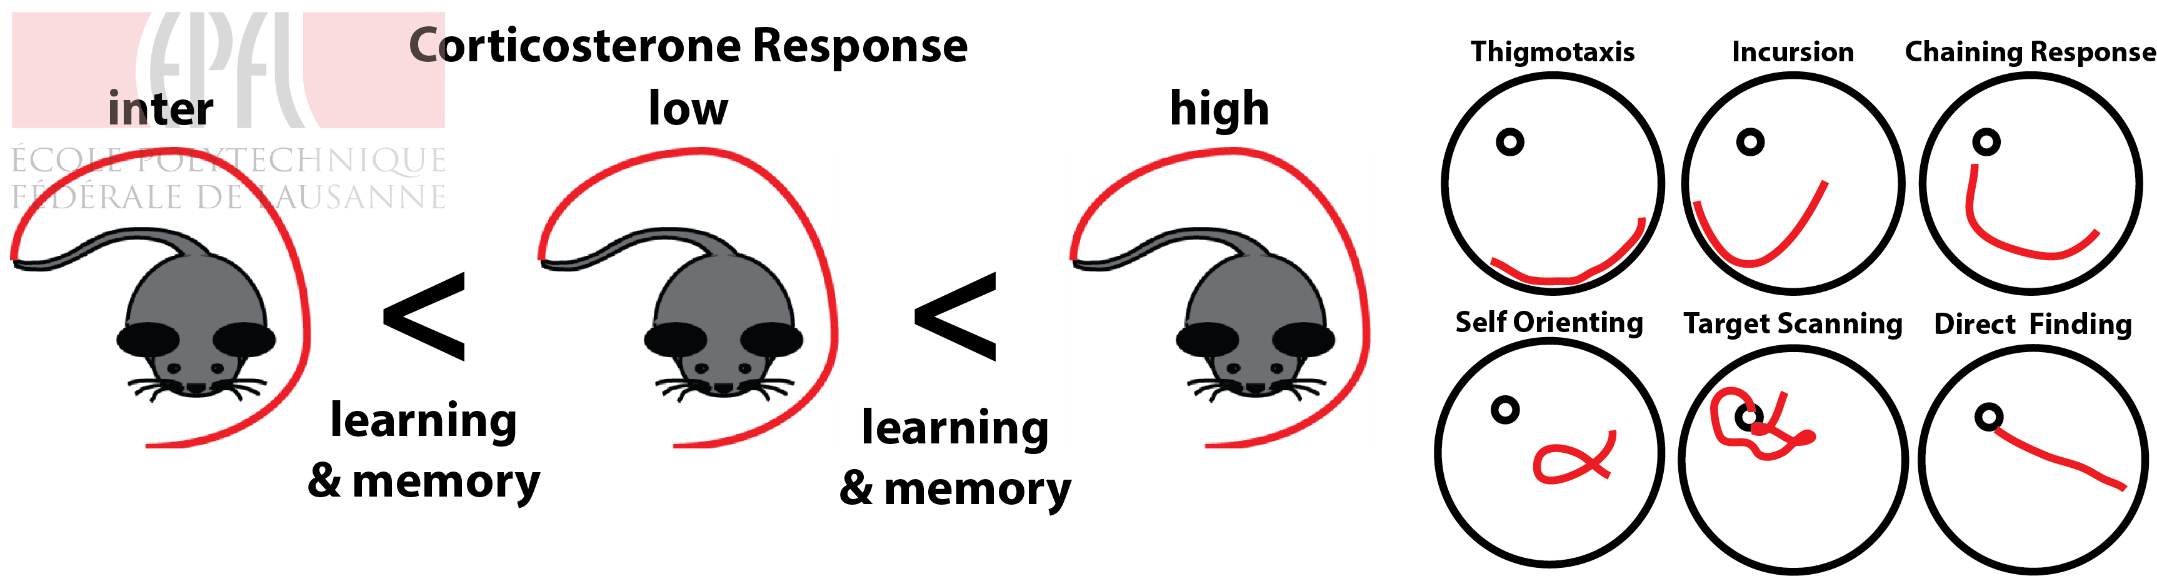 Corticosterone Response
inter
low
high
EPFL
ÉCOLE POLYTECHNIQUE
FÉDÉRALE DE LAUSANNE
<
<
learning
& memory
learning
& memory
Thigmotaxis
Incursion
Chaining Response
Self Orienting
Target Scanning
Direct Finding